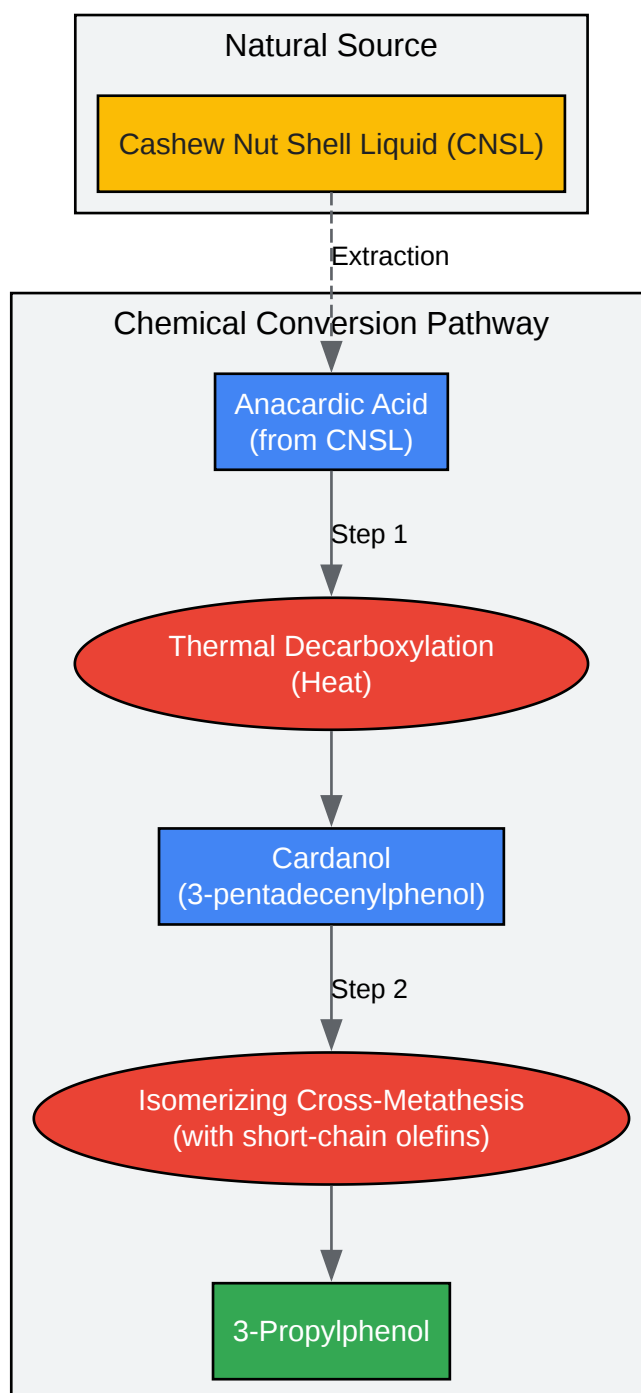 Natural Source
Cashew Nut Shell Liquid (CNSL)
Extraction
Chemical Conversion Pathway
Anacardic Acid
(from CNSL)
Step 1
Thermal Decarboxylation
(Heat)
Cardanol
(3-pentadecenylphenol)
Step 2
Isomerizing Cross-Metathesis
(with short-chain olefins)
3-Propylphenol